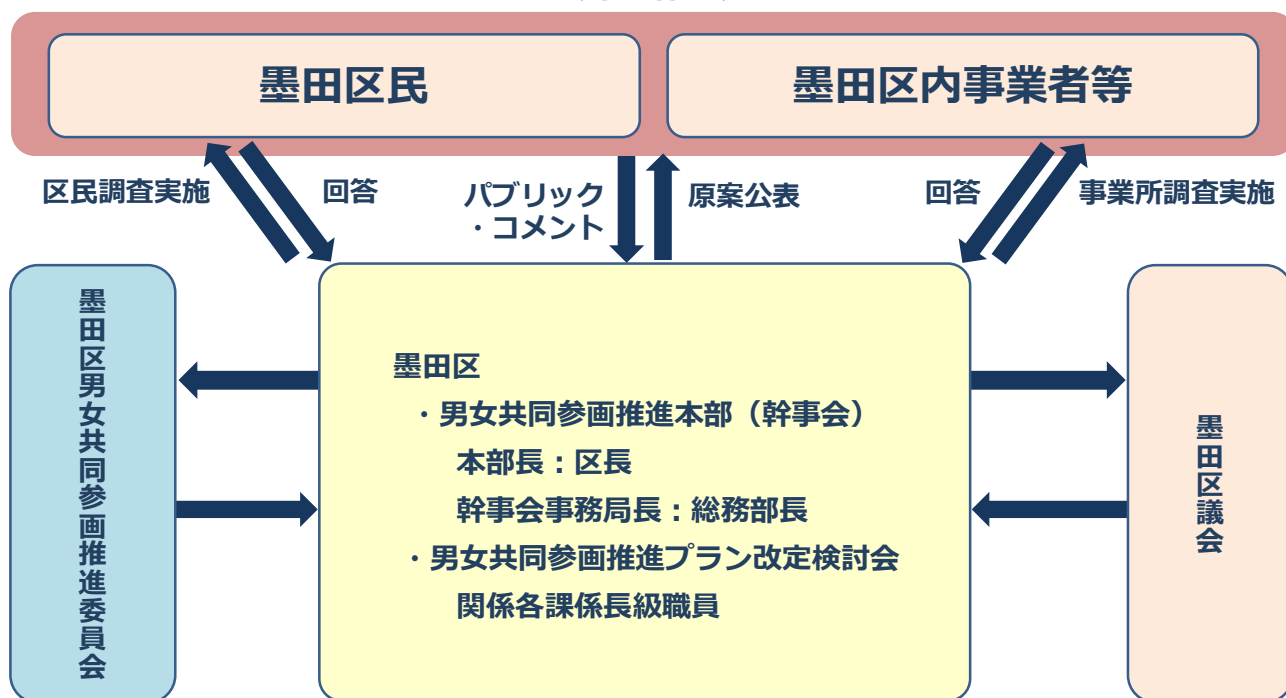 墨田区民
墨田区内事業者等
区民調査実施
回答
パブリック
・コメント
原案公表
回答
事業所調査実施
墨田区男女共同参画推進委員会
墨田区
・男女共同参画推進本部（幹事会）
本部長：区長
幹事会事務局長：総務部長
・男女共同参画推進プラン改定検討会
関係各課係長級職員
墨田区議会